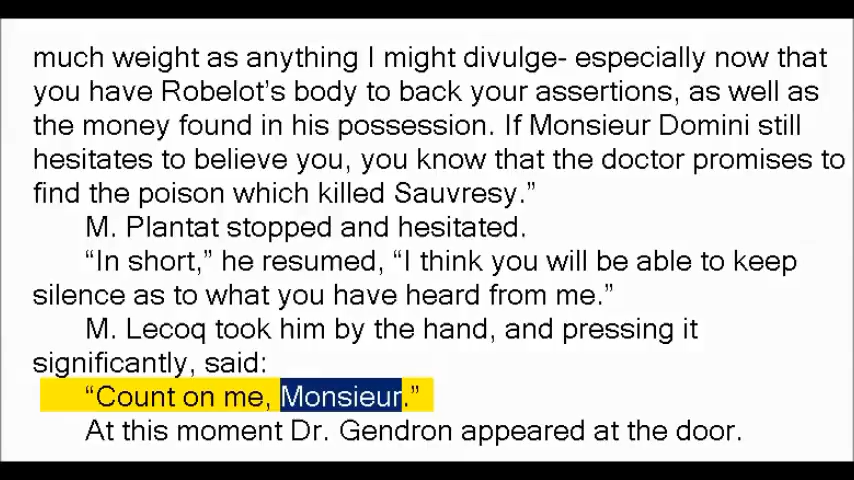 much weight as anything I might divulge- especially now that
you have Robelot’s body to back your assertions, as well as
the money found in his possession. If Monsieur Domini still
hesitates to believe you, you know that the doctor promises to
find the poison which killed Sauvresy.”
M. Plantat stopped and hesitated.
“In short,” he resumed, “I think you will be able to keep
silence as to what you have heard from me.”
M. Lecoq took him by the hand, and pressing it
significantly, said:
“Count on me, Monsieur.”
At this moment Dr. Gendron appeared at the door.